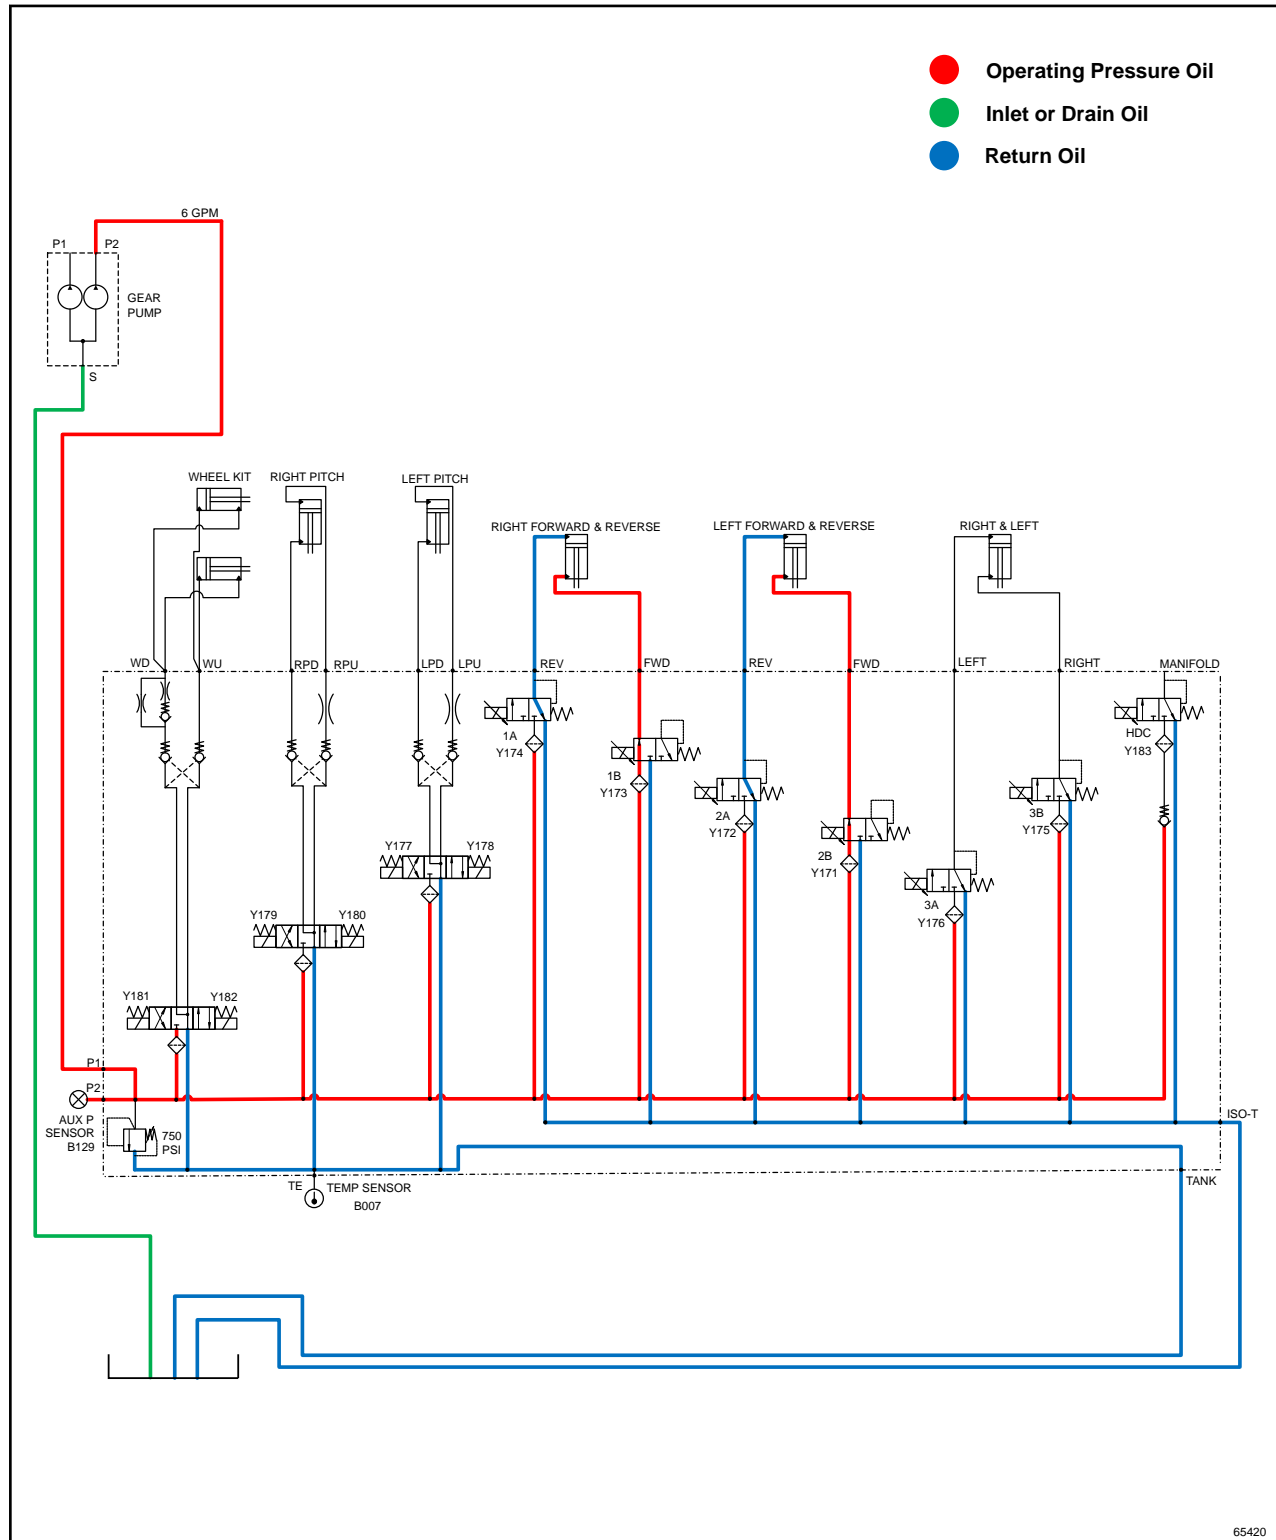 Operating Pressure Oil
Inlet or Drain Oil
Return Oil
6 GPM
P1
P2
GEAR
PUMP
S
WHEEL KIT
RIGHT PITCH
LEFT PITCH
RIGHT FORWARD & REVERSE
LEFT FORWARD & REVERSE
RIGHT & LEFT
WD
WU
RPD
RPU
LPD
LPU
REV
FWD
REV
FWD
LEFT
RIGHT
MANIFOLD
1A
Y174
1B
Y173
2A
Y172
2B
Y171
3A
Y176
3B
Y175
HDC
Y183
Y177
Y178
Y179
Y180
Y181
Y182
P1
P2
AUX P
SENSOR
B129
750
PSI
ISO-T
TE
TEMP SENSOR
B007
TANK
65420